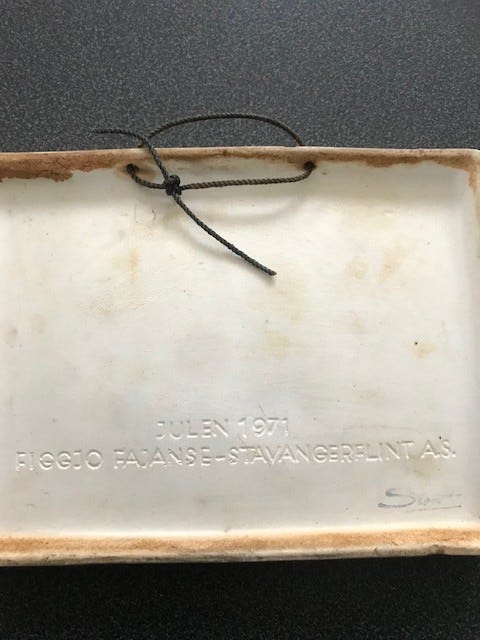 JULEN 1971
FIGGJO FAJANSE-STAVANGERFLINT A.S.